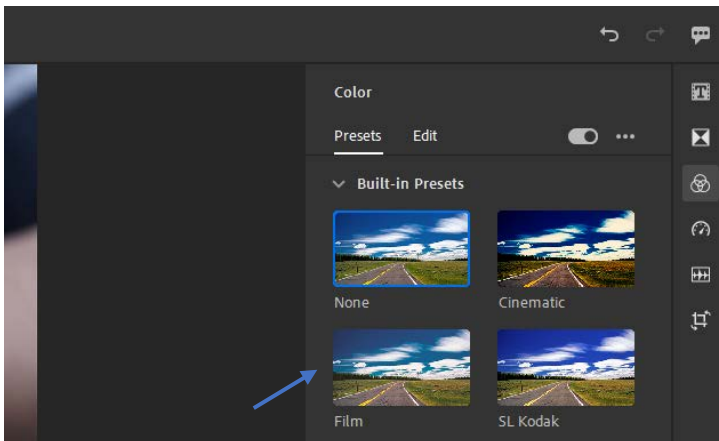 Color
Presets Edit
Built-in Presets
None Cinematic
Film SL Kodak